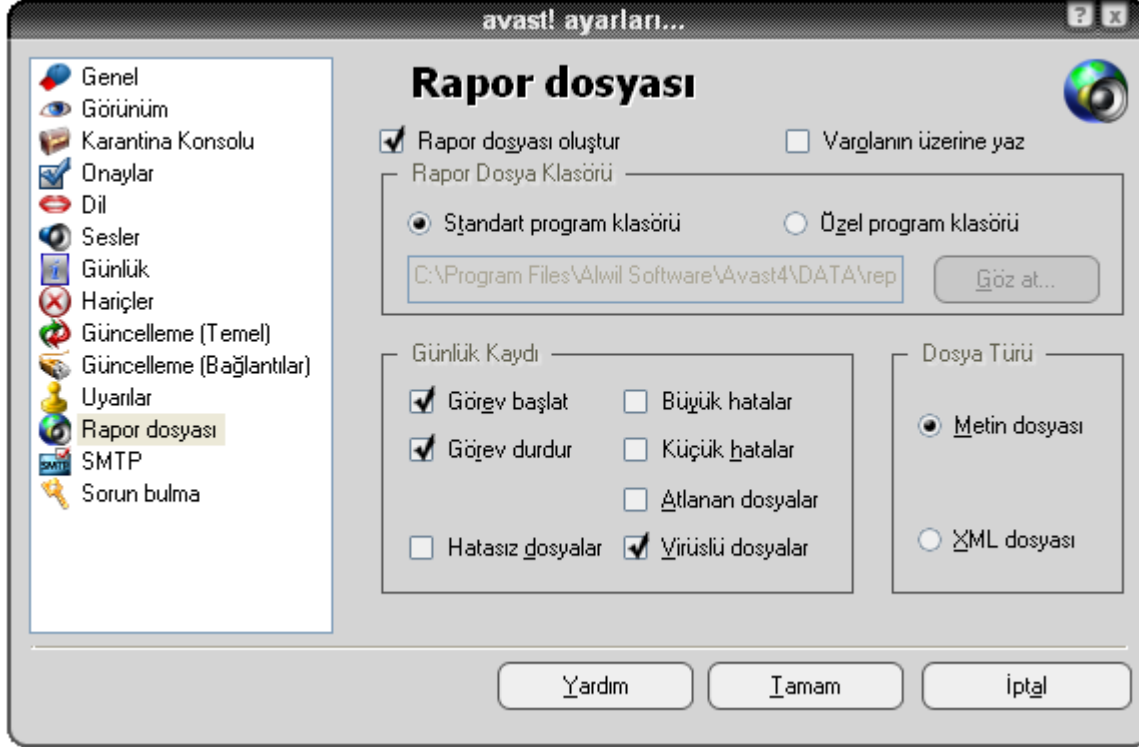 avast! ayarları...
? x
Genel
Görünüm
Karantina Konsolu
Onaylar
Dil
Sesler
Günlük
Hariçler
Güncelleme (Temel)
Güncelleme (Bağlantılar)
Uyarılar
Rapor dosyası
SMTP
SMTP
Sorun bulma
Rapor dosyası
Rapor dosyası oluştur
Varolanın üzerine yaz
Rapor Dosya Klasörü
Standart program klasörü
Özel program klasörü
C:\Program Files\Alwil Software\Avast4\DATA\rep
Göz at...
Günlük Kaydı
Görev başlat
Büyük hatalar
Görev durdur
Küçük hatalar
Atlanan dosyalar
Hatasız dosyalar
Virüslü dosyalar
Dosya Türü
Metin dosyası
XML dosyası
Yardım
Tamam
İptal